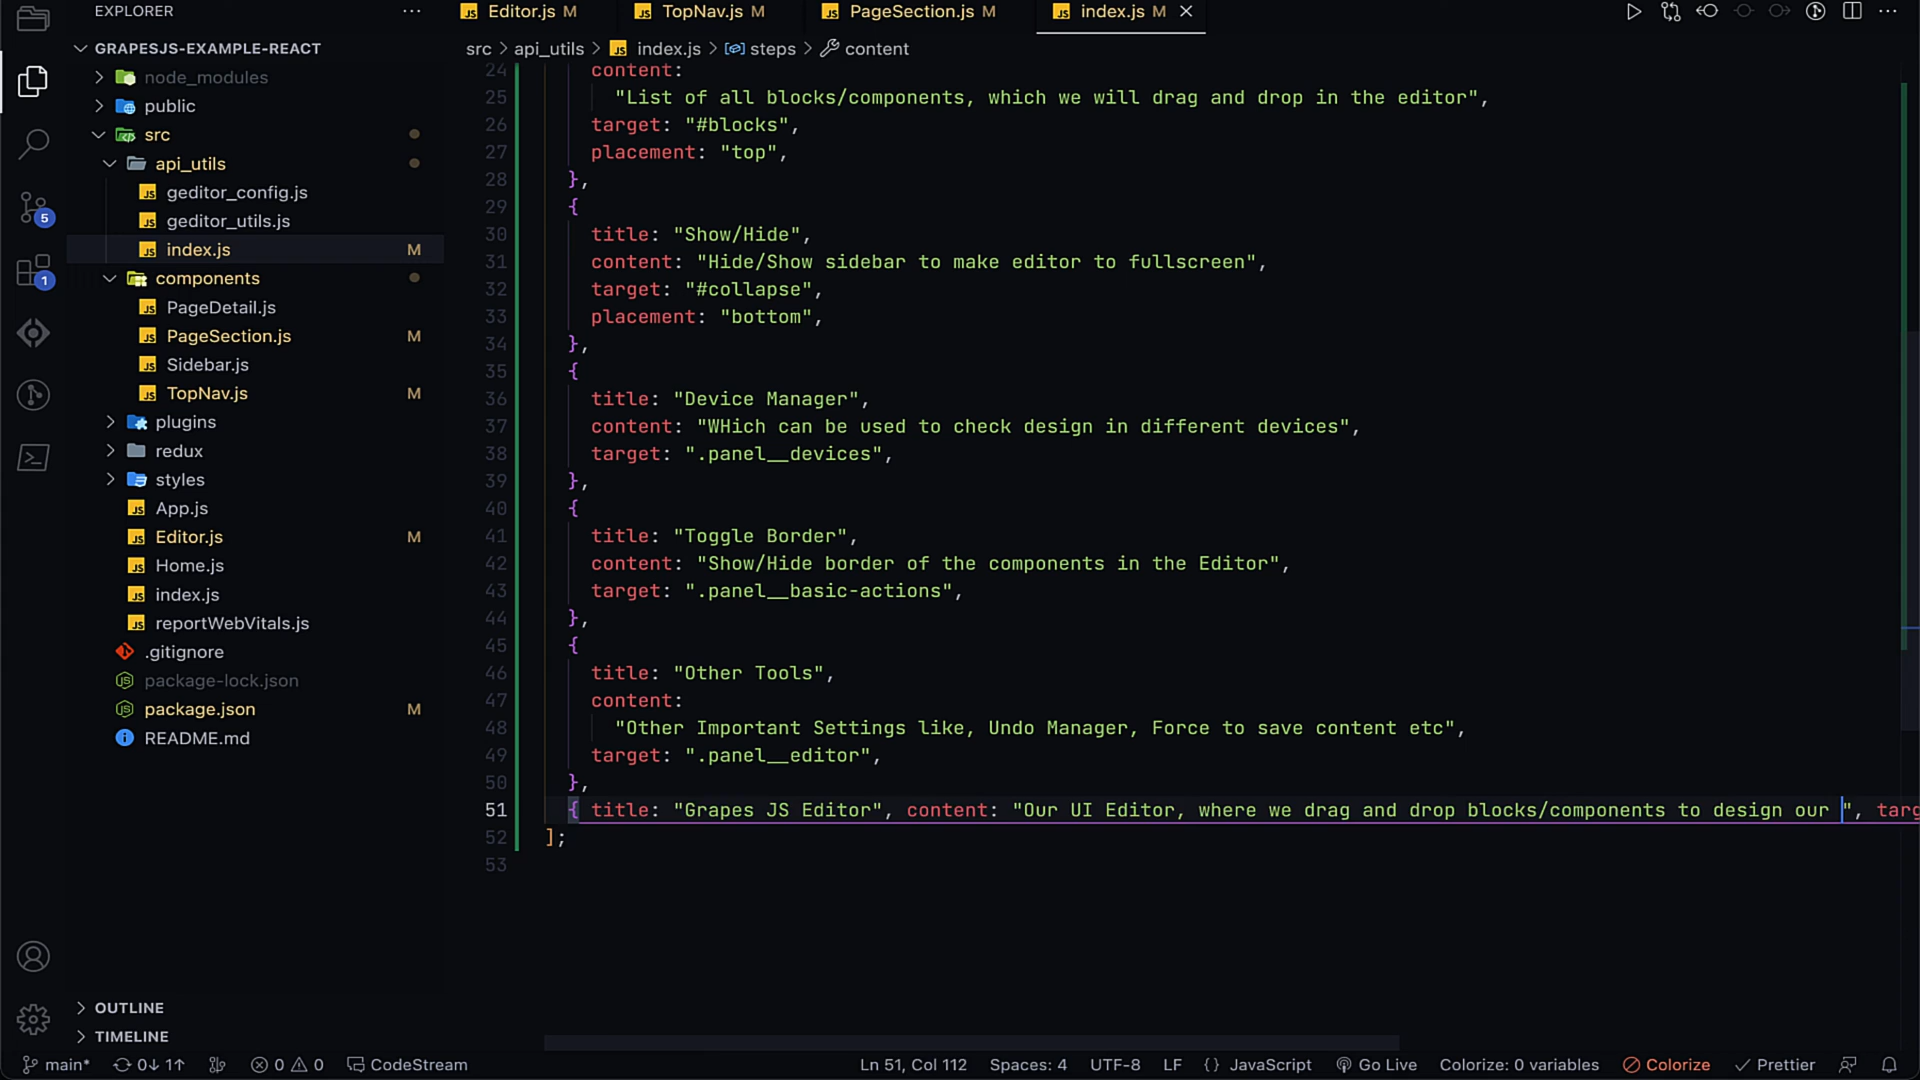 EXPLORER ···
Editor.js M
TopNav.js M
PageSection.js M
index.js M
GRAPESJS-EXAMPLE-REACT
node_modules
public
src
api_utils
geditor_config.js
geditor_utils.js
index.js M
components
PageDetail.js
PageSection.js M
Sidebar.js
TopNav.js M
plugins
redux
styles
App.js
Editor.js M
Home.js
index.js
reportWebVitals.js
.gitignore
package-lock.json
package.json M
README.md
OUTLINE
TIMELINE
5
1
src > api_utils > index.js > steps > content
24 content:
25 "List of all blocks/components, which we will drag and drop in the editor",
26 target: "#blocks",
27 placement: "top",
28 },
29 {
30 title: "Show/Hide",
31 content: "Hide/Show sidebar to make editor to fullscreen",
32 target: "#collapse",
33 placement: "bottom",
34 },
35 {
36 title: "Device Manager",
37 content: "WHich can be used to check design in different devices",
38 target: ".panel__devices",
39 },
40 {
41 title: "Toggle Border",
42 content: "Show/Hide border of the components in the Editor",
43 target: ".panel__basic-actions",
44 },
45 {
46 title: "Other Tools",
47 content:
48 "Other Important Settings like, Undo Manager, Force to save content etc",
49 target: ".panel__editor",
50 },
51 { title: "Grapes JS Editor", content: "Our UI Editor, where we drag and drop blocks/components to design our ", targ
52 ];
53
main* 0↓ 1↑ 0 0 CodeStream
Ln 51, Col 112 Spaces: 4 UTF-8 LF {} JavaScript Go Live Colorize: 0 variables Colorize Prettier